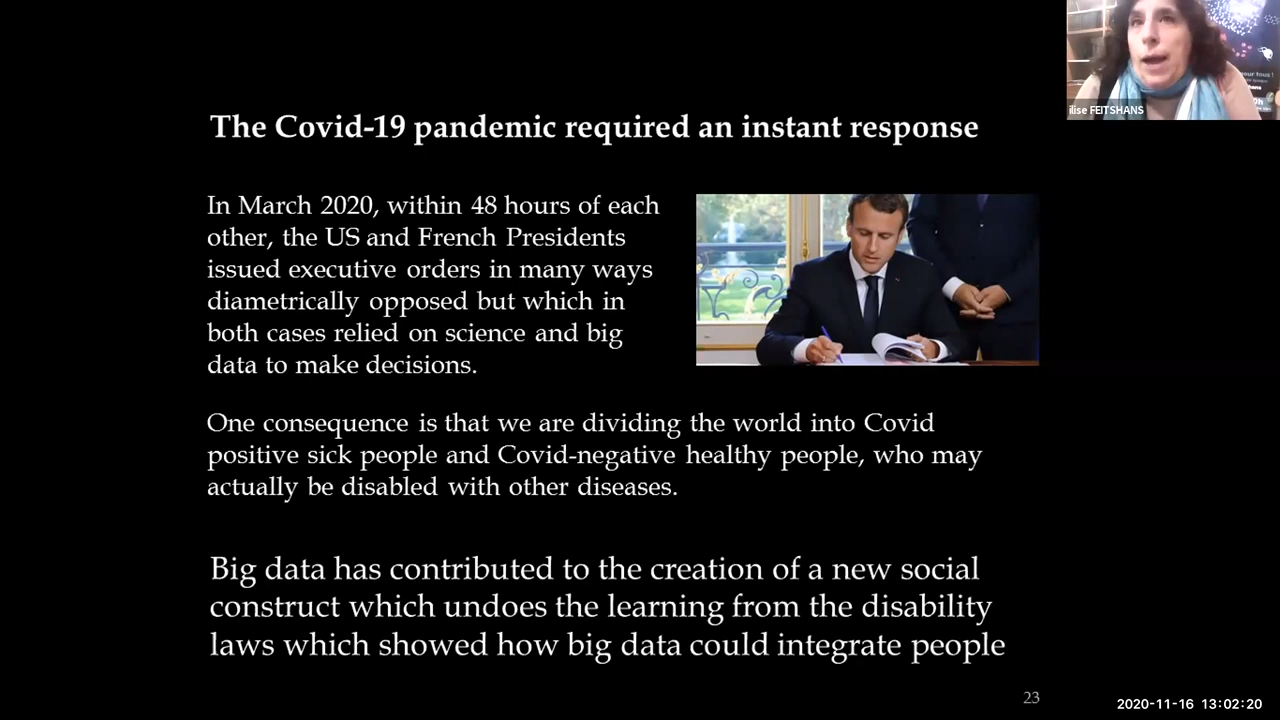 The Covid-19 pandemic required an instant response
In March 2020, within 48 hours of each
other, the US and French Presidents
issued executive orders in many ways
diametrically opposed but which in
both cases relied on science and big
data to make decisions.
One consequence is that we are dividing the world into Covid
positive sick people and Covid-negative healthy people, who may
actually be disabled with other diseases.
Big data has contributed to the creation of a new social
construct which undoes the learning from the disability
laws which showed how big data could integrate people
23
ilise FEITSHANS
2020-11-16 13:02:20